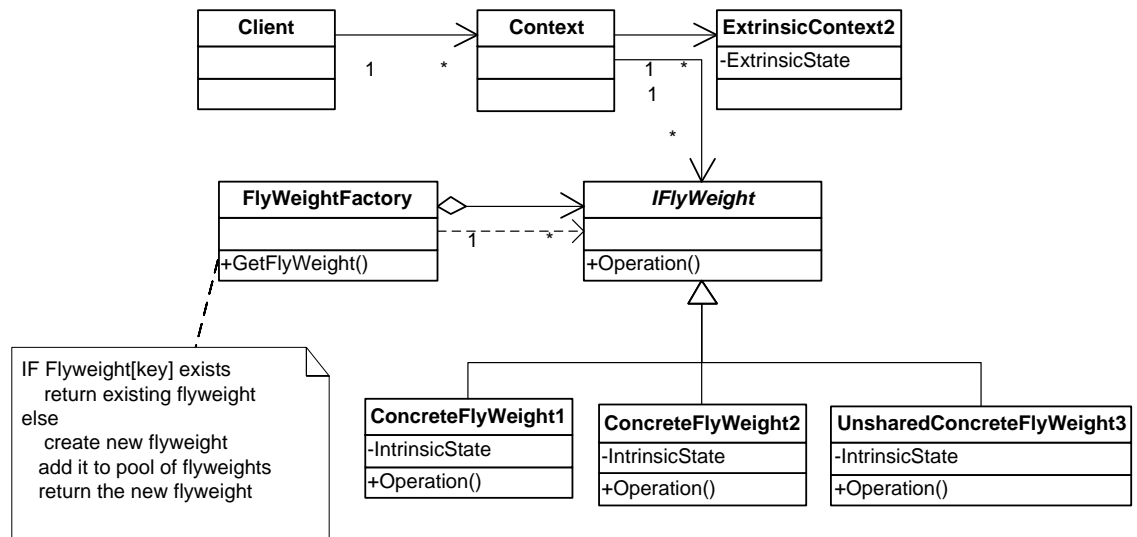 Client
Context
ExtrinsicContext2
-ExtrinsicState
1
*
1
*
1
*
FlyWeightFactory
+GetFlyWeight()
1
*
IFlyWeight
+Operation()
IF Flyweight[key] exists
return existing flyweight
else
create new flyweight
add it to pool of flyweights
return the new flyweight
ConcreteFlyWeight1
-IntrinsicState
+Operation()
ConcreteFlyWeight2
-IntrinsicState
+Operation()
UnsharedConcreteFlyWeight3
-IntrinsicState
+Operation()